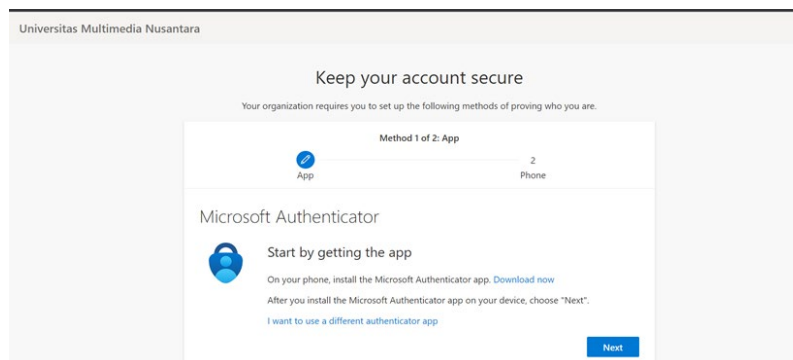 Universitas Multimedia Nusantara
Keep your account secure
Your organization requires you to set up the following methods of proving who you are.
Method 1 of 2: App
App
2
Phone
Microsoft Authenticator
Start by getting the app
On your phone, install the Microsoft Authenticator app. Download now
After you install the Microsoft Authenticator app on your device, choose "Next".
I want to use a different authenticator app
Next